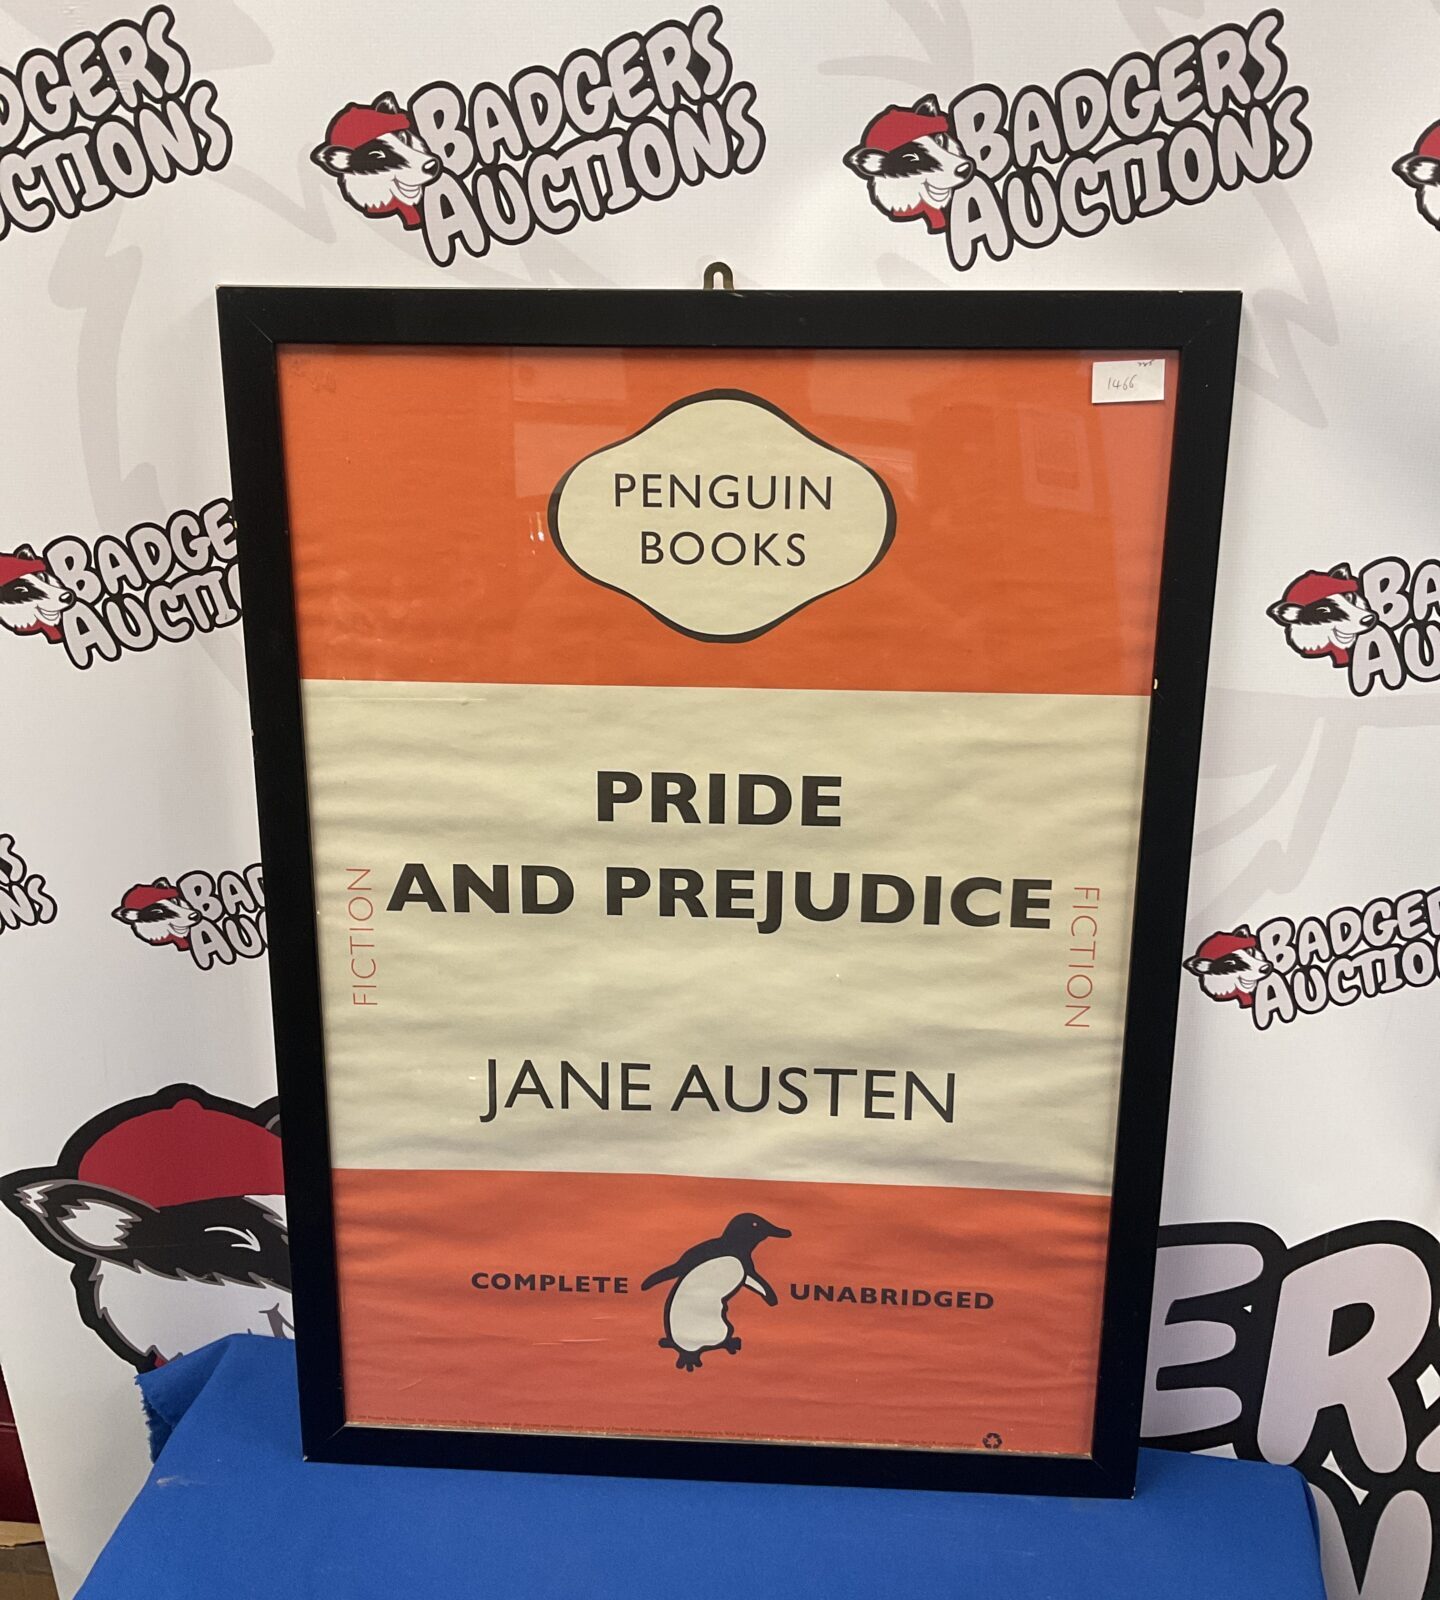 BADGERS
AUCTIONS
BADGERS
AUCTIONS
1466
PENGUIN
BOOKS
PRIDE
AND PREJUDICE
FICTION
FICTION
JANE AUSTEN
COMPLETE
UNABRIDGED